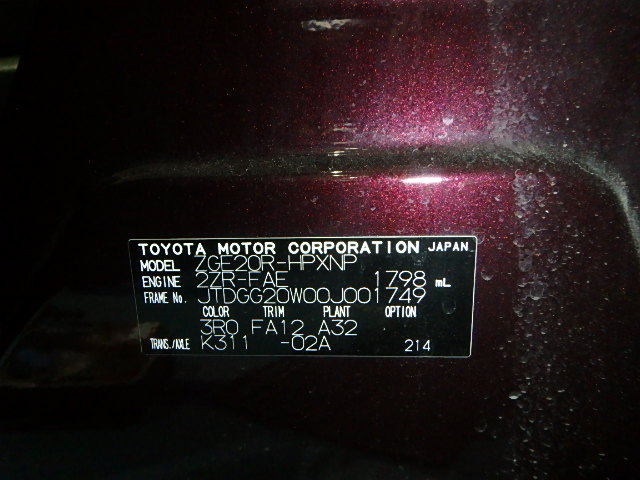 TOYOTA MOTOR CORPORATION JAPAN
MODEL ZGE20R-HPXNP
ENGINE 2ZR-FAE 1798 mL
FRAME No. JTDGG20W00J001749
COLOR TRIM PLANT OPTION
3R0 FA12 A32
TRANS./AXLE K311 -02A 214